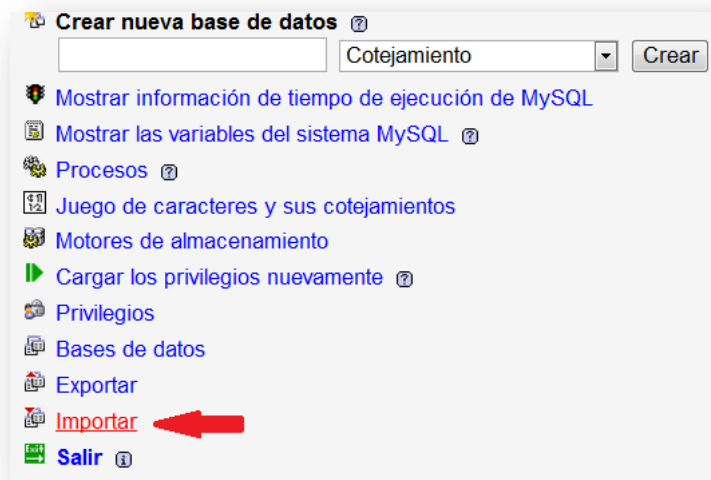 Crear nueva base de datos
Cotejamiento Crear
Mostrar información de tiempo de ejecución de MySQL
Mostrar las variables del sistema MySQL
Procesos
Juego de caracteres y sus cotejamientos
Motores de almacenamiento
Cargar los privilegios nuevamente
Privilegios
Bases de datos
Exportar
Importar
Salir